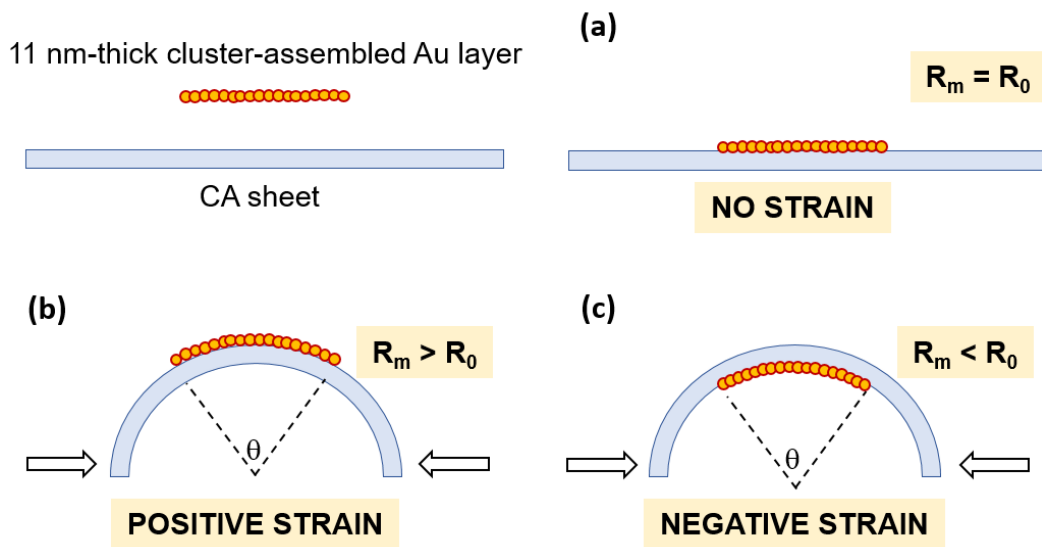 11 nm-thick cluster-assembled Au layer
CA sheet
(a)
Rₘ = R₀
NO STRAIN
(b)
Rₘ > R₀
θ
POSITIVE STRAIN
(c)
Rₘ < R₀
θ
NEGATIVE STRAIN